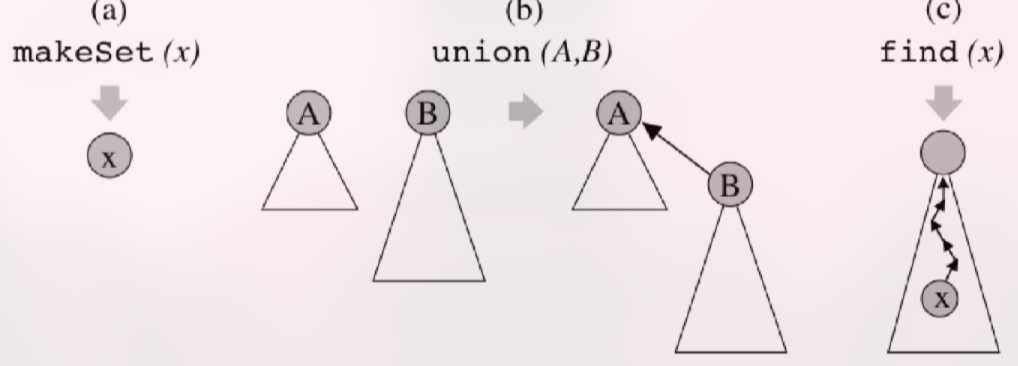 (a)
makeSet (x)
x
(b)
union (A,B)
A B A
B
(c)
find (x)
x